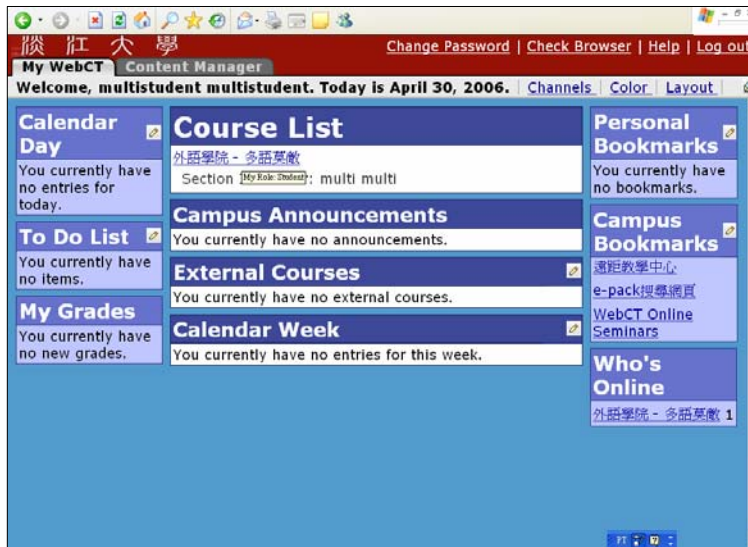 淡江大學
Change Password | Check Browser | Help | Log out
My WebCT
Content Manager
Welcome, multistudent multistudent. Today is April 30, 2006.
Channels
Color
Layout
Calendar
Day
You currently have
no entries for
today.
To Do List
You currently have
no items.
My Grades
You currently have
no new grades.
Course List
外語學院 - 多語莫敵
Section
My Role: Student
: multi multi
Campus Announcements
You currently have no announcements.
External Courses
You currently have no external courses.
Calendar Week
You currently have no entries for this week.
Personal
Bookmarks
You currently have
no bookmarks.
Campus
Bookmarks
遠距教學中心
e-pack搜尋網頁
WebCT Online
Seminars
Who's
Online
外語學院 - 多語莫敵 1
PT